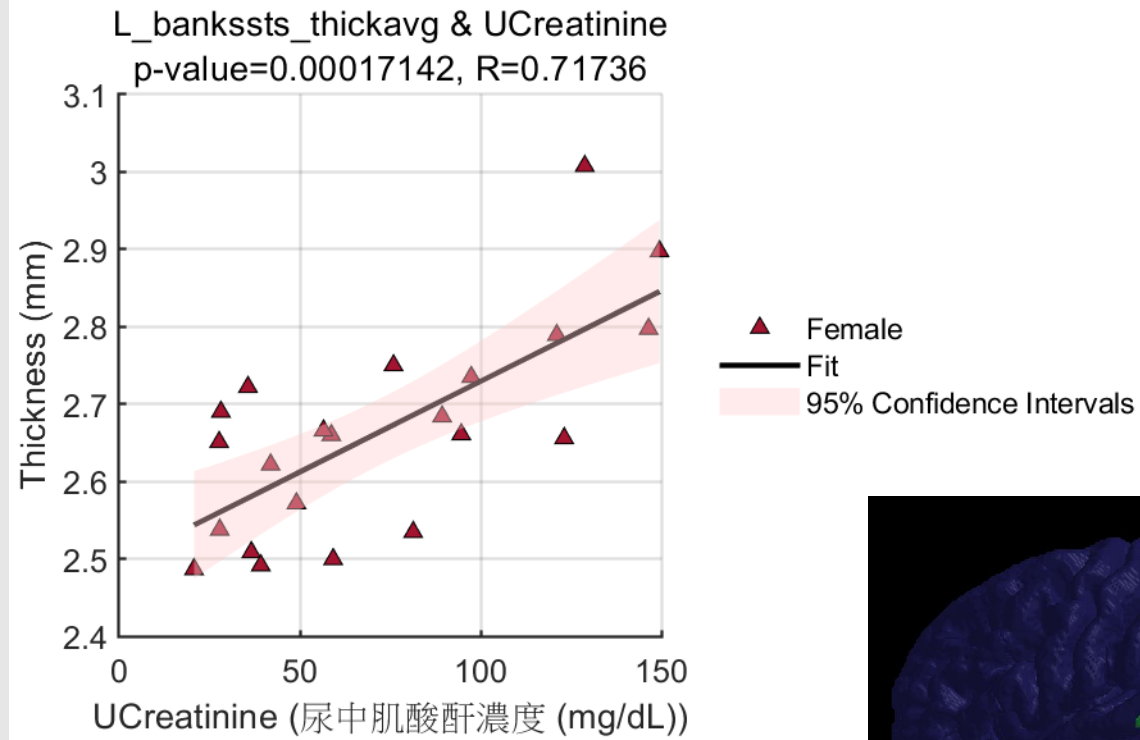 L_bankssts_thickavg & UCreatinine
p-value=0.00017142, R=0.71736
3.1
3
2.9
2.8
2.7
2.6
2.5
2.4
Thickness (mm)
0 50 100 150
UCreatinine (尿中肌酸酐濃度 (mg/dL))
Female
Fit
95% Confidence Intervals